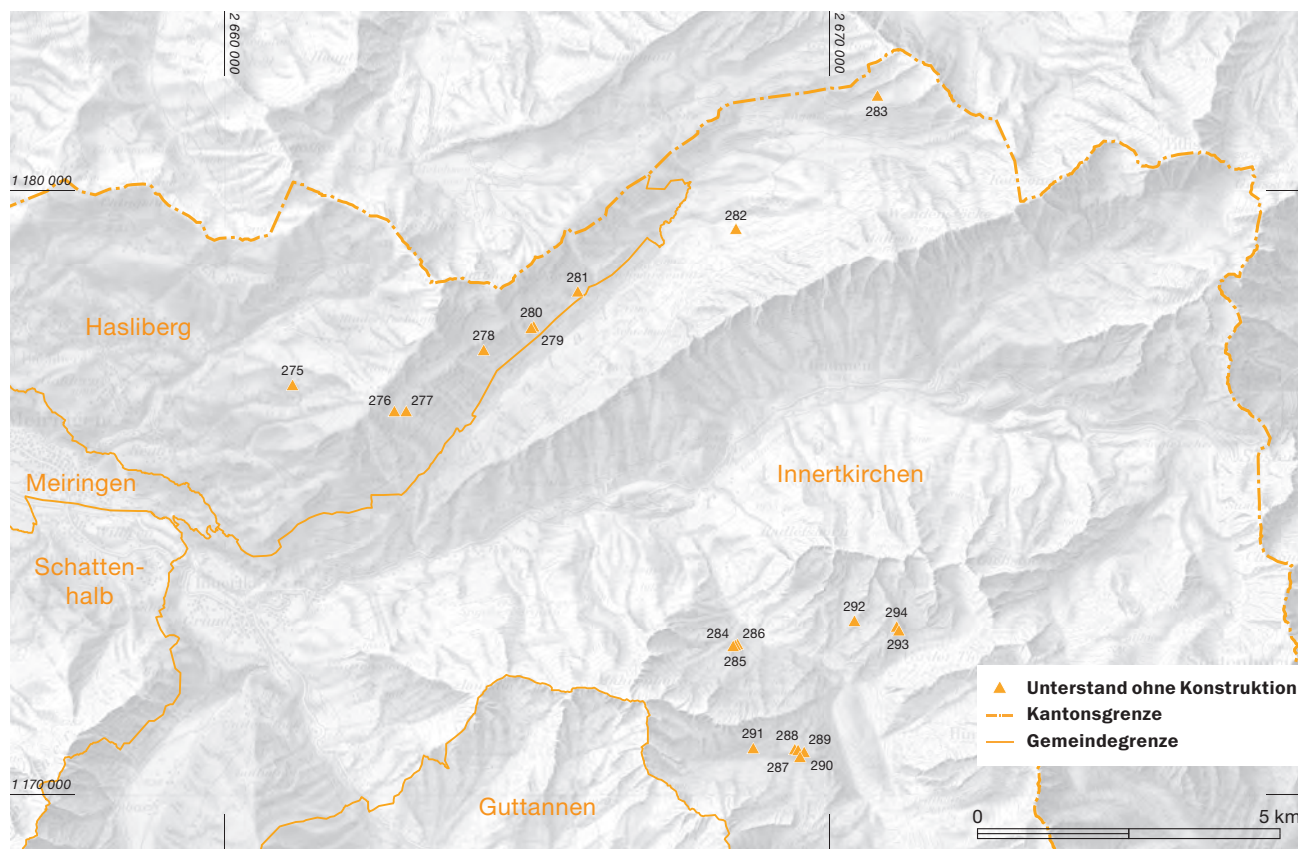 2 660 000
2 670 000
283
1 180 000
282
281
280
279
278
Hasliberg
275
276
277
Meiringen
Innertkirchen
Schatten-
halb
292
294
293
284
286
285
291
288
289
287
290
Unterstand ohne Konstruktion
Kantonsgrenze
Gemeindegrenze
1 170 000
Guttannen
0
5 km